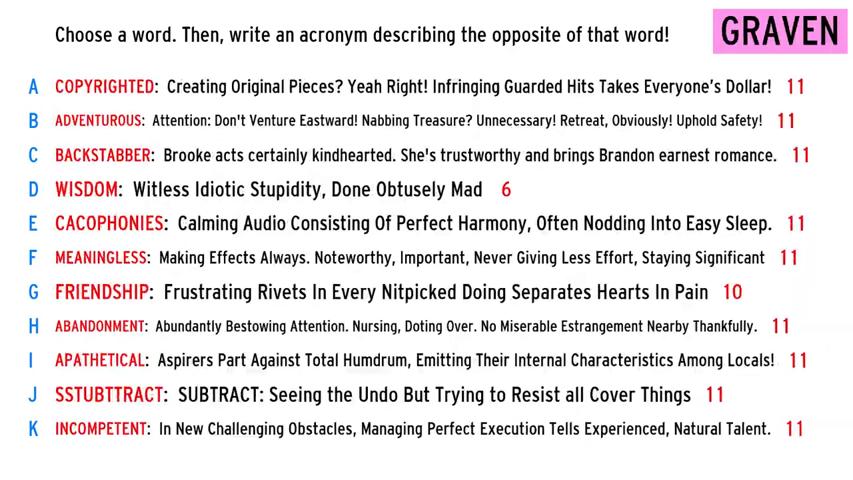 Choose a word. Then, write an acronym describing the opposite of that word!
GRAVEN
A COPYRIGHTED: Creating Original Pieces? Yeah Right! Infringing Guarded Hits Takes Everyone's Dollar! 11
B ADVENTUROUS: Attention: Don't Venture Eastward! Nabbing Treasure? Unnecessary! Retreat, Obviously! Uphold Safety! 11
C BACKSTABBER: Brooke acts certainly kindhearted. She's trustworthy and brings Brandon earnest romance. 11
D WISDOM: Witless Idiotic Stupidity, Done Obtusely Mad 6
E CACOPHONIES: Calming Audio Consisting Of Perfect Harmony, Often Nodding Into Easy Sleep. 11
F MEANINGLESS: Making Effects Always. Noteworthy, Important, Never Giving Less Effort, Staying Significant 11
G FRIENDSHIP: Frustrating Rivets In Every Nitpicked Doing Separates Hearts In Pain 10
H ABANDONMENT: Abundantly Bestowing Attention. Nursing, Doting Over. No Miserable Estrangement Nearby Thankfully. 11
I APATHETICAL: Aspirers Part Against Total Humdrum, Emitting Their Internal Characteristics Among Locals! 11
J SSTUBTTRACT: SUBTRACT: Seeing the Undo But Trying to Resist all Cover Things 11
K INCOMPETENT: In New Challenging Obstacles, Managing Perfect Execution Tells Experienced, Natural Talent. 11